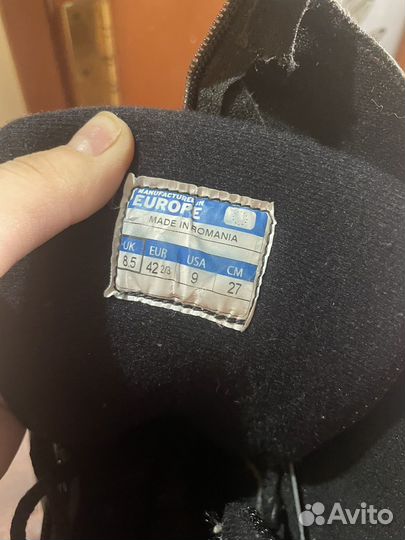 MANUFACTURED IN
EUROPE
MADE IN ROMANIA
UK EUR USA CM
8.5 42 2/3 9 27
Avito